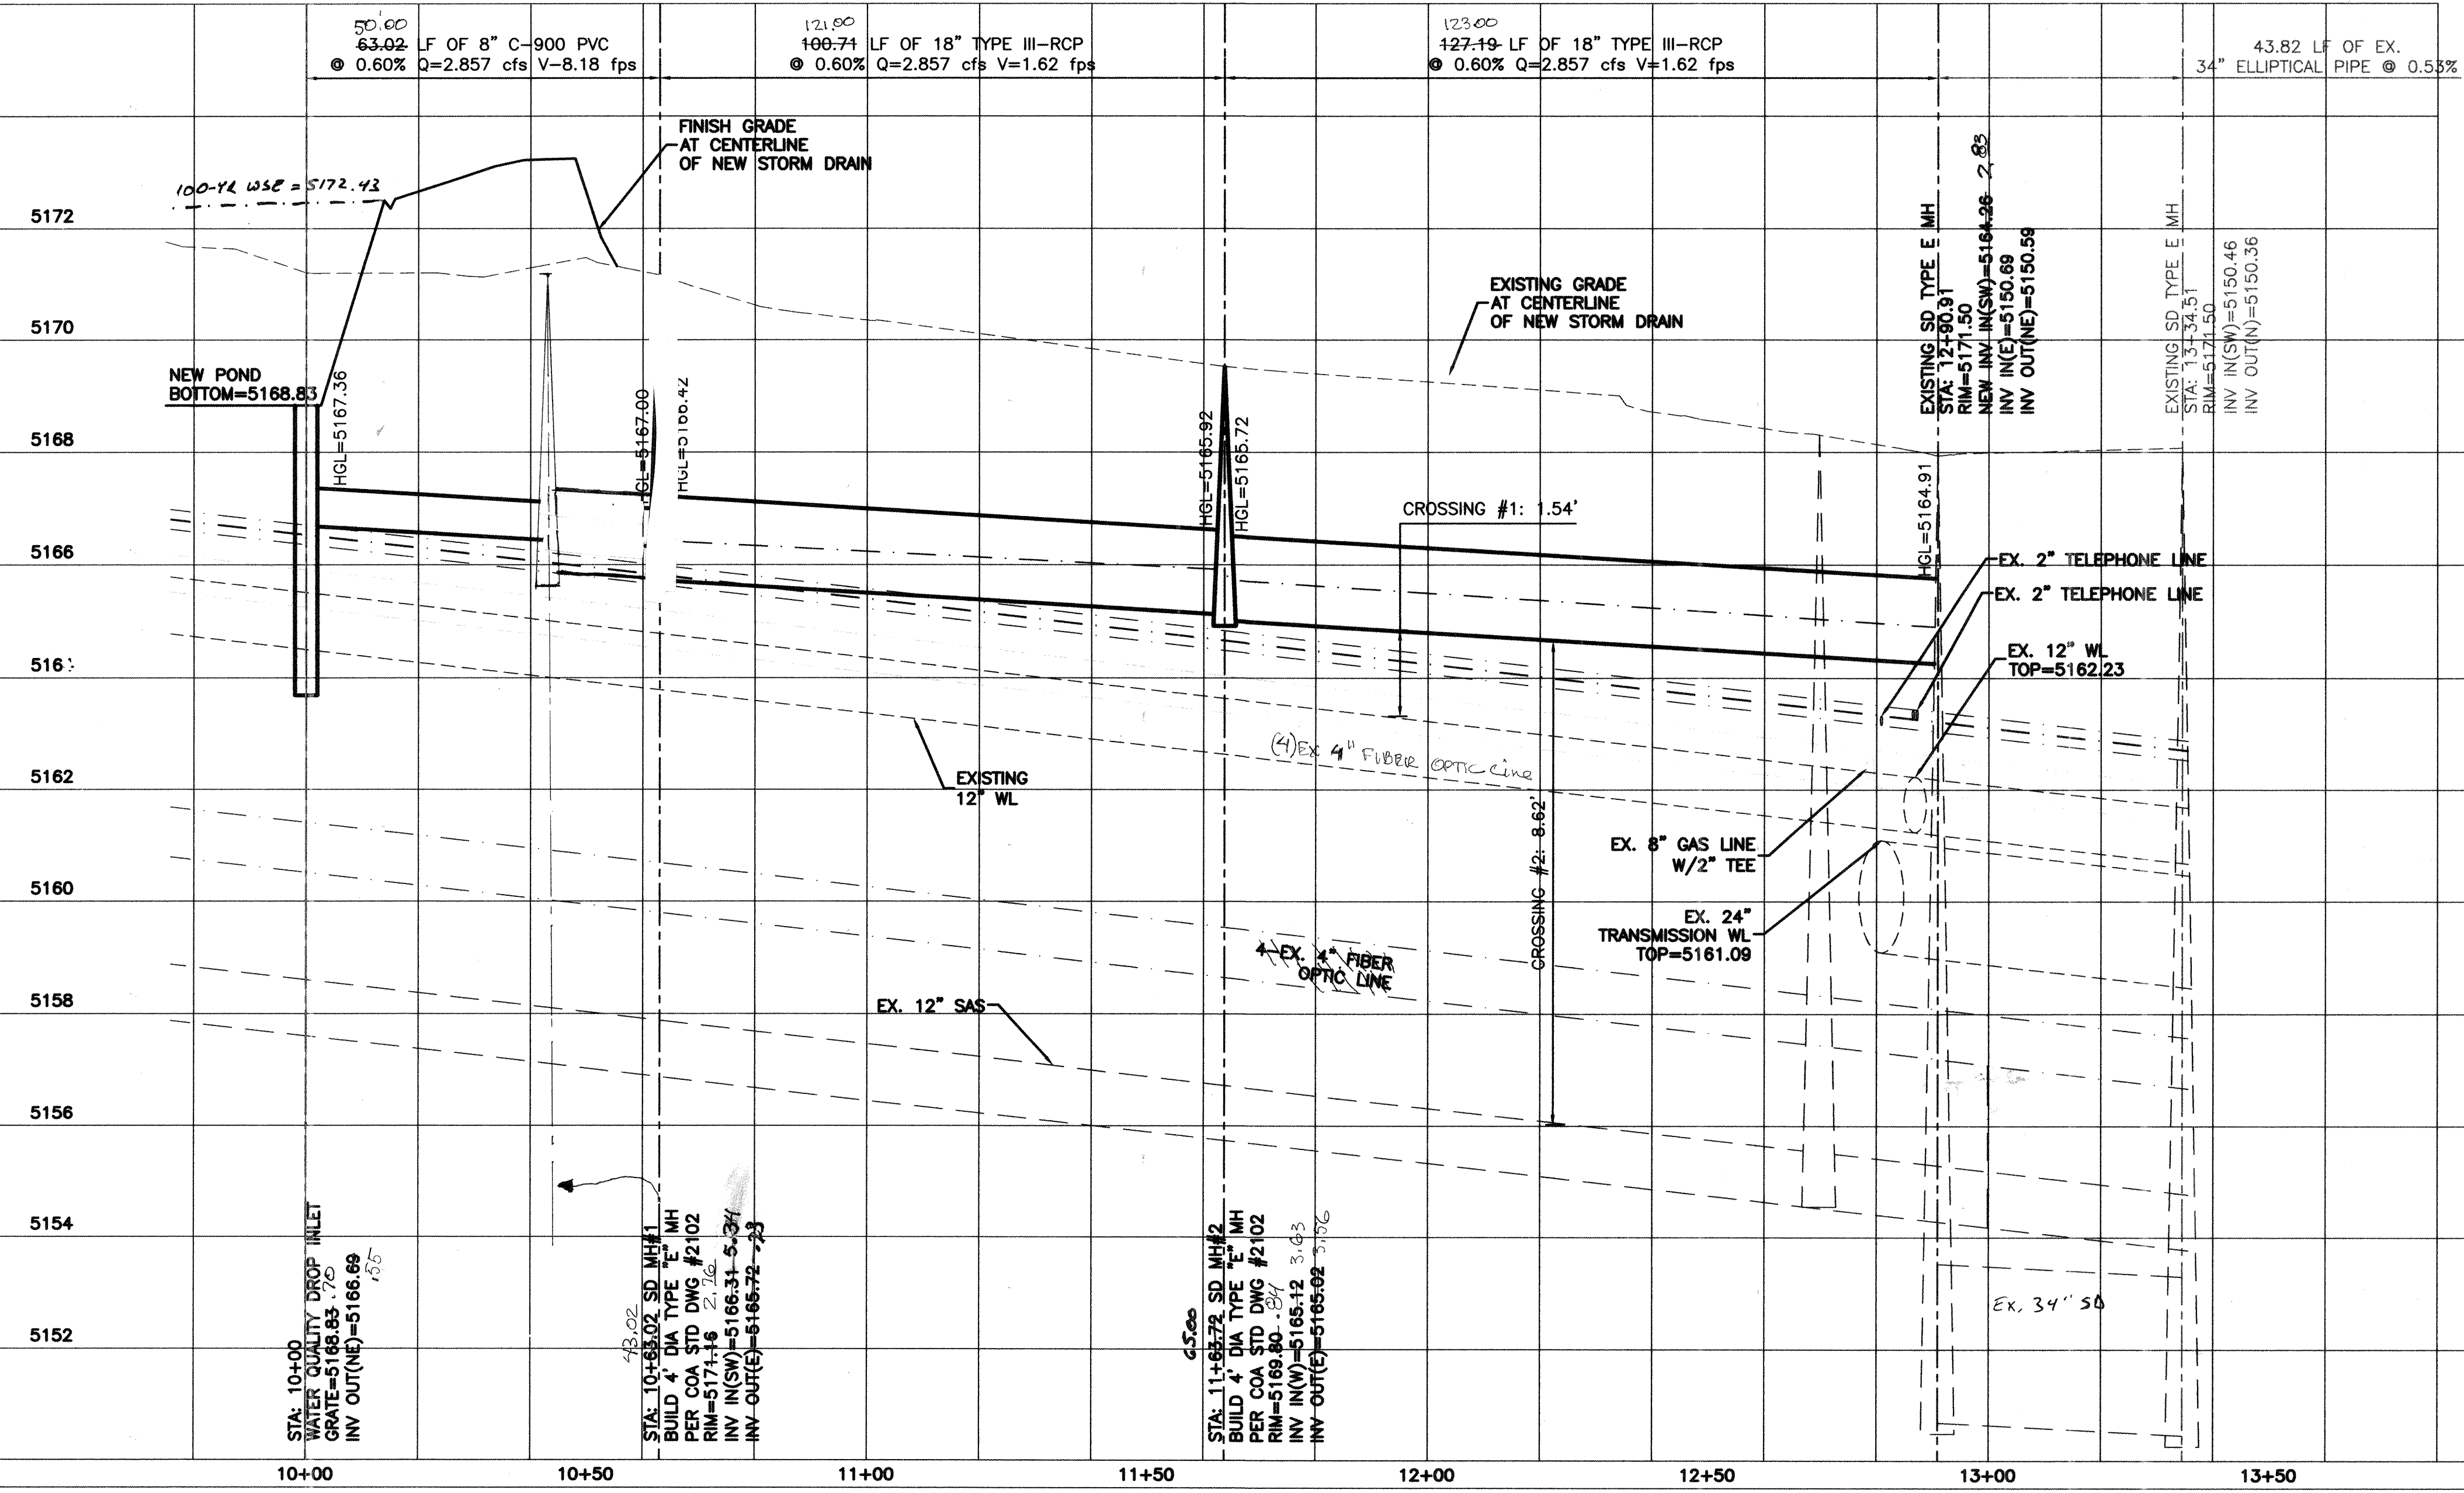 50.00
63.02 LF OF 8" C-900 PVC
@ 0.60% Q=2.857 cfs V-8.18 fps
121.00
100.71 LF OF 18" TYPE III-RCP
@ 0.60% Q=2.857 cfs V=1.62 fps
123.00
127.19 LF OF 18" TYPE III-RCP
@ 0.60% Q=2.857 cfs V=1.62 fps
43.82 LF OF EX.
34" ELLIPTICAL PIPE @ 0.53%
FINISH GRADE
AT CENTERLINE
OF NEW STORM DRAIN
100-YR WSE = 5172.43
EXISTING GRADE
AT CENTERLINE
OF NEW STORM DRAIN
NEW POND
BOTTOM=5168.83
HGL=5167.36
HGL=5167.00
HGL=5166.42
HGL=5165.92
HGL=5165.72
HGL=5164.91
EXISTING SD TYPE E MH
STA: 12+90.91
RIM=5171.50
NEW INV IN(SW)=5164.26 2.83
INV IN(E)=5150.69
INV OUT(NE)=5150.59
EXISTING SD TYPE E MH
STA: 13+34.51
RIM=5171.50
INV IN(SW)=5150.46
INV OUT(N)=5150.36
CROSSING #1: 1.54'
EX. 2" TELEPHONE LINE
EX. 2" TELEPHONE LINE
EX. 12" WL
TOP=5162.23
(4) EX 4" FIBER OPTIC Line
EXISTING
12" WL
CROSSING #2: 8.62'
EX. 8" GAS LINE
W/2" TEE
EX. 24"
TRANSMISSION WL
TOP=5161.09
4-EX. 4" FIBER
OPTIC LINE
EX. 12" SAS
EX. 34" SD
STA: 10+00
WATER QUALITY DROP INLET
GRATE=5168.83 .70
INV OUT(NE)=5166.69
.55
43.02
STA: 10+63.02 SD MH#1
BUILD 4' DIA TYPE "E" MH
PER COA STD DWG #2102
RIM=5171.16 2.76
INV IN(SW)=5166.31 5.34
INV OUT(E)=5165.72 .23
65.00
STA: 11+63.72 SD MH#2
BUILD 4' DIA TYPE "E" MH
PER COA STD DWG #2102
RIM=5169.80 .84
INV IN(W)=5165.12 3.63
INV OUT(E)=5165.02 3.56
5172
5170
5168
5166
5162
5160
5158
5156
5154
5152
10+00
10+50
11+00
11+50
12+00
12+50
13+00
13+50